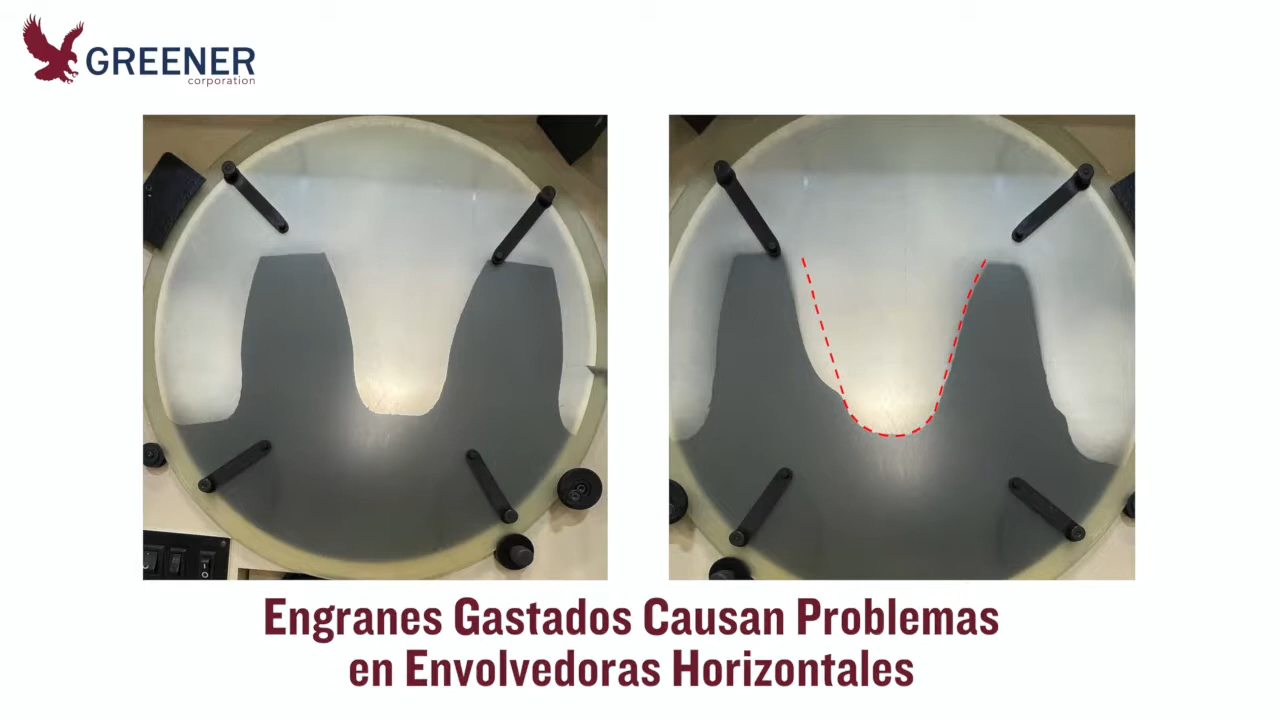 GREENER
corporation
Engranes Gastados Causan Problemas
en Envolvedoras Horizontales